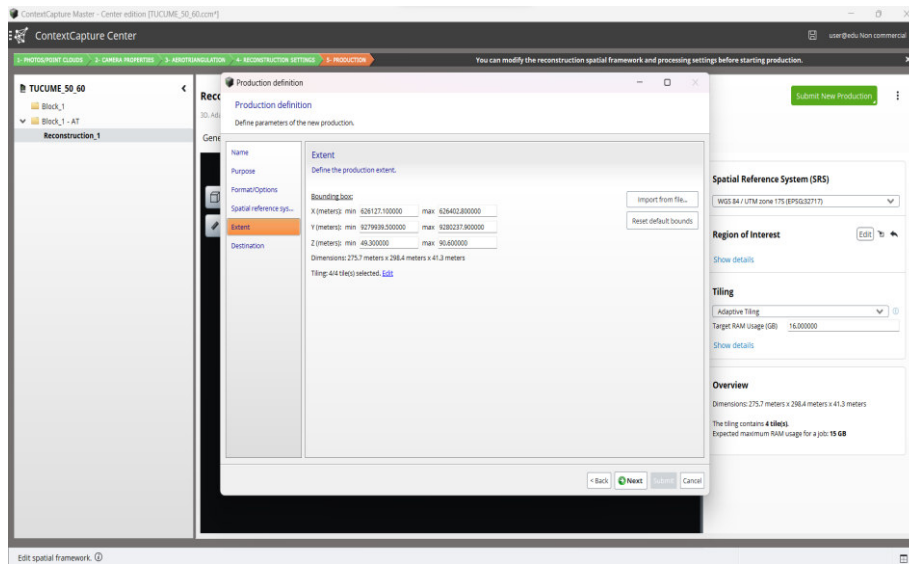 ContextCapture Master - Center edition [TUCUME_50_60.ccm*]
ContextCapture Center
user@edu Non commercial
1- PHOTOS/POINT CLOUDS
2- CAMERA PROPERTIES
3- AEROTRIANGULATION
4- RECONSTRUCTION SETTINGS
5- PRODUCTION
You can modify the reconstruction spatial framework and processing settings before starting production.
TUCUME_50_60
Block_1
Block_1 - AT
Reconstruction_1
Reco
3D, Ada
Gene
Submit New Production
Production definition
Production definition
Define parameters of the new production.
Name
Purpose
Format/Options
Spatial reference sys...
Extent
Destination
Extent
Define the production extent.
Bounding box:
X (meters): min 626127.100000 max 626402.800000
Y (meters): min 9279939.500000 max 9280237.900000
Z (meters): min 49.300000 max 90.600000
Dimensions: 275.7 meters x 298.4 meters x 41.3 meters
Tiling: 4/4 tile(s) selected. Edit
Import from file...
Reset default bounds
< Back
Next
Submit
Cancel
Spatial Reference System (SRS)
WGS 84 / UTM zone 17S (EPSG:32717)
Region of Interest
Edit
Show details
Tiling
Adaptive Tiling
Target RAM Usage (GB) 16.000000
Show details
Overview
Dimensions: 275.7 meters x 298.4 meters x 41.3 meters
The tiling contains 4 tile(s).
Expected maximum RAM usage for a job: 15 GB
Edit spatial framework.